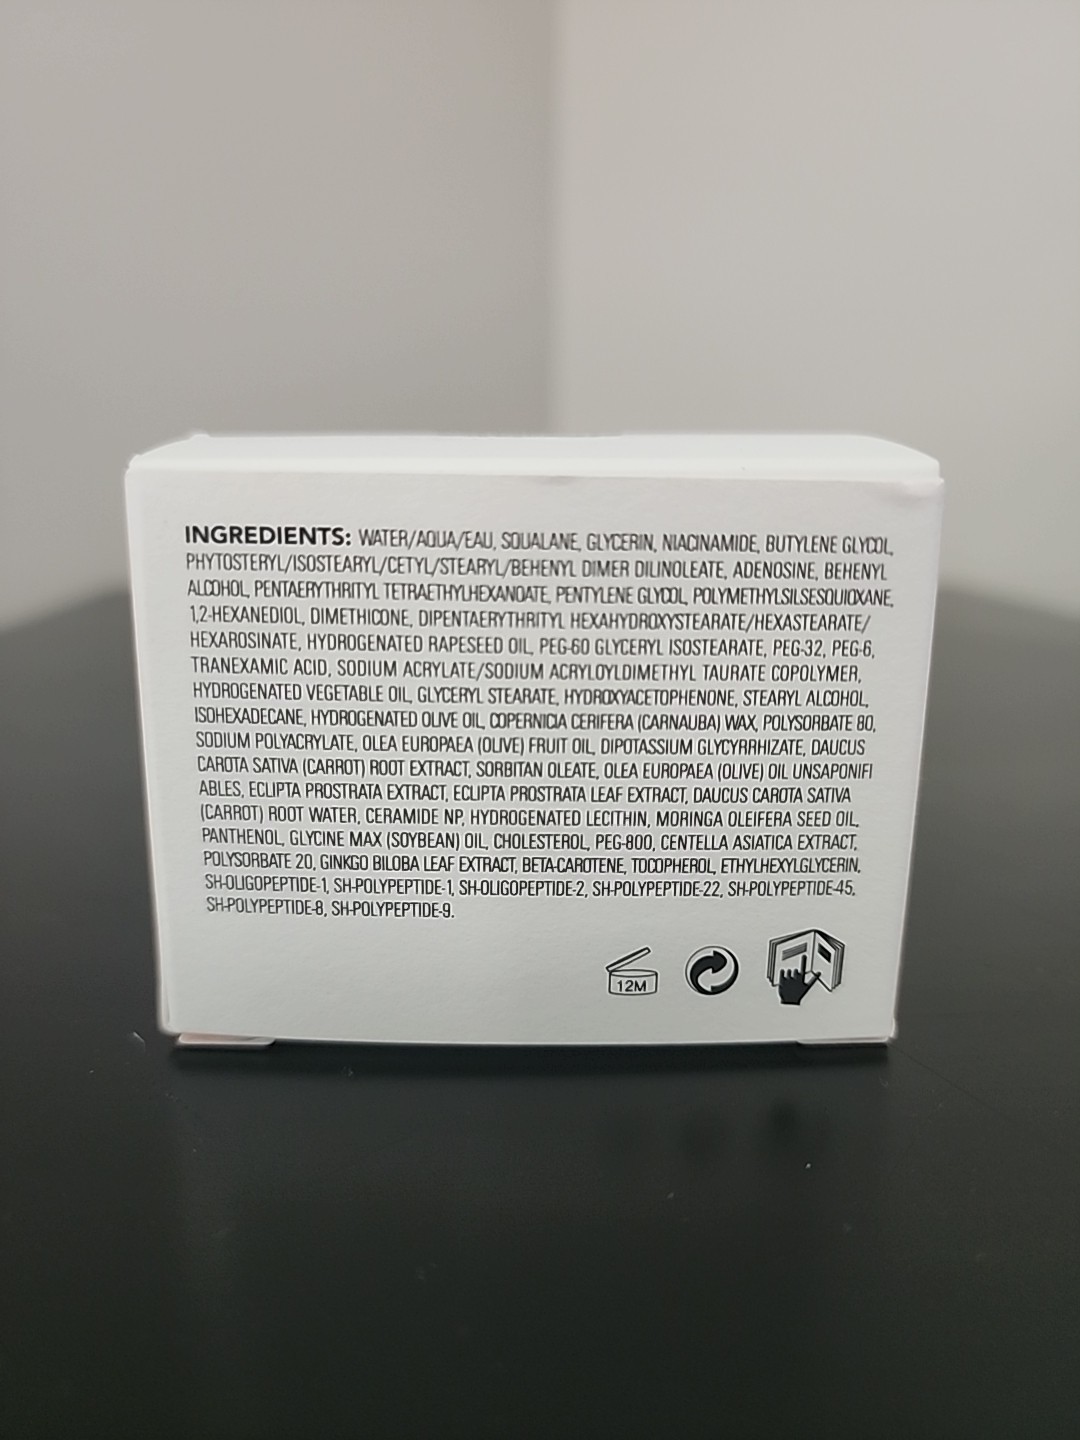 INGREDIENTS: WATER/AQUA/EAU, SQUALANE, GLYCERIN, NIACINAMIDE, BUTYLENE GLYCOL,
PHYTOSTERYL/ISOSTEARYL/CETYL/STEARYL/BEHENYL DIMER DILINOLEATE, ADENOSINE, BEHENYL
ALCOHOL, PENTAERYTHRITYL TETRAETHYLHEXANOATE, PENTYLENE GLYCOL, POLYMETHYLSILSESQUIOXANE,
1,2-HEXANEDIOL, DIMETHICONE, DIPENTAERYTHRITYL HEXAHYDROXYSTEARATE/HEXASTEARATE/
HEXAROSINATE, HYDROGENATED RAPESEED OIL, PEG-60 GLYCERYL ISOSTEARATE, PEG-32, PEG-6,
TRANEXAMIC ACID, SODIUM ACRYLATE/SODIUM ACRYLOYLDIMETHYL TAURATE COPOLYMER,
HYDROGENATED VEGETABLE OIL, GLYCERYL STEARATE, HYDROXYACETOPHENONE, STEARYL ALCOHOL,
ISOHEXADECANE, HYDROGENATED OLIVE OIL, COPERNICIA CERIFERA (CARNAUBA) WAX, POLYSORBATE 80,
SODIUM POLYACRYLATE, OLEA EUROPAEA (OLIVE) FRUIT OIL, DIPOTASSIUM GLYCYRRHIZATE, DAUCUS
CAROTA SATIVA (CARROT) ROOT EXTRACT, SORBITAN OLEATE, OLEA EUROPAEA (OLIVE) OIL UNSAPONIFI
ABLES, ECLIPTA PROSTRATA EXTRACT, ECLIPTA PROSTRATA LEAF EXTRACT, DAUCUS CAROTA SATIVA
(CARROT) ROOT WATER, CERAMIDE NP, HYDROGENATED LECITHIN, MORINGA OLEIFERA SEED OIL,
PANTHENOL, GLYCINE MAX (SOYBEAN) OIL, CHOLESTEROL, PEG-800, CENTELLA ASIATICA EXTRACT,
POLYSORBATE 20, GINKGO BILOBA LEAF EXTRACT, BETA-CAROTENE, TOCOPHEROL, ETHYLHEXYLGLYCERIN,
SH-OLIGOPEPTIDE-1, SH-POLYPEPTIDE-1, SH-OLIGOPEPTIDE-2, SH-POLYPEPTIDE-22, SH-POLYPEPTIDE-45,
SH-POLYPEPTIDE-8, SH-POLYPEPTIDE-9.
12M